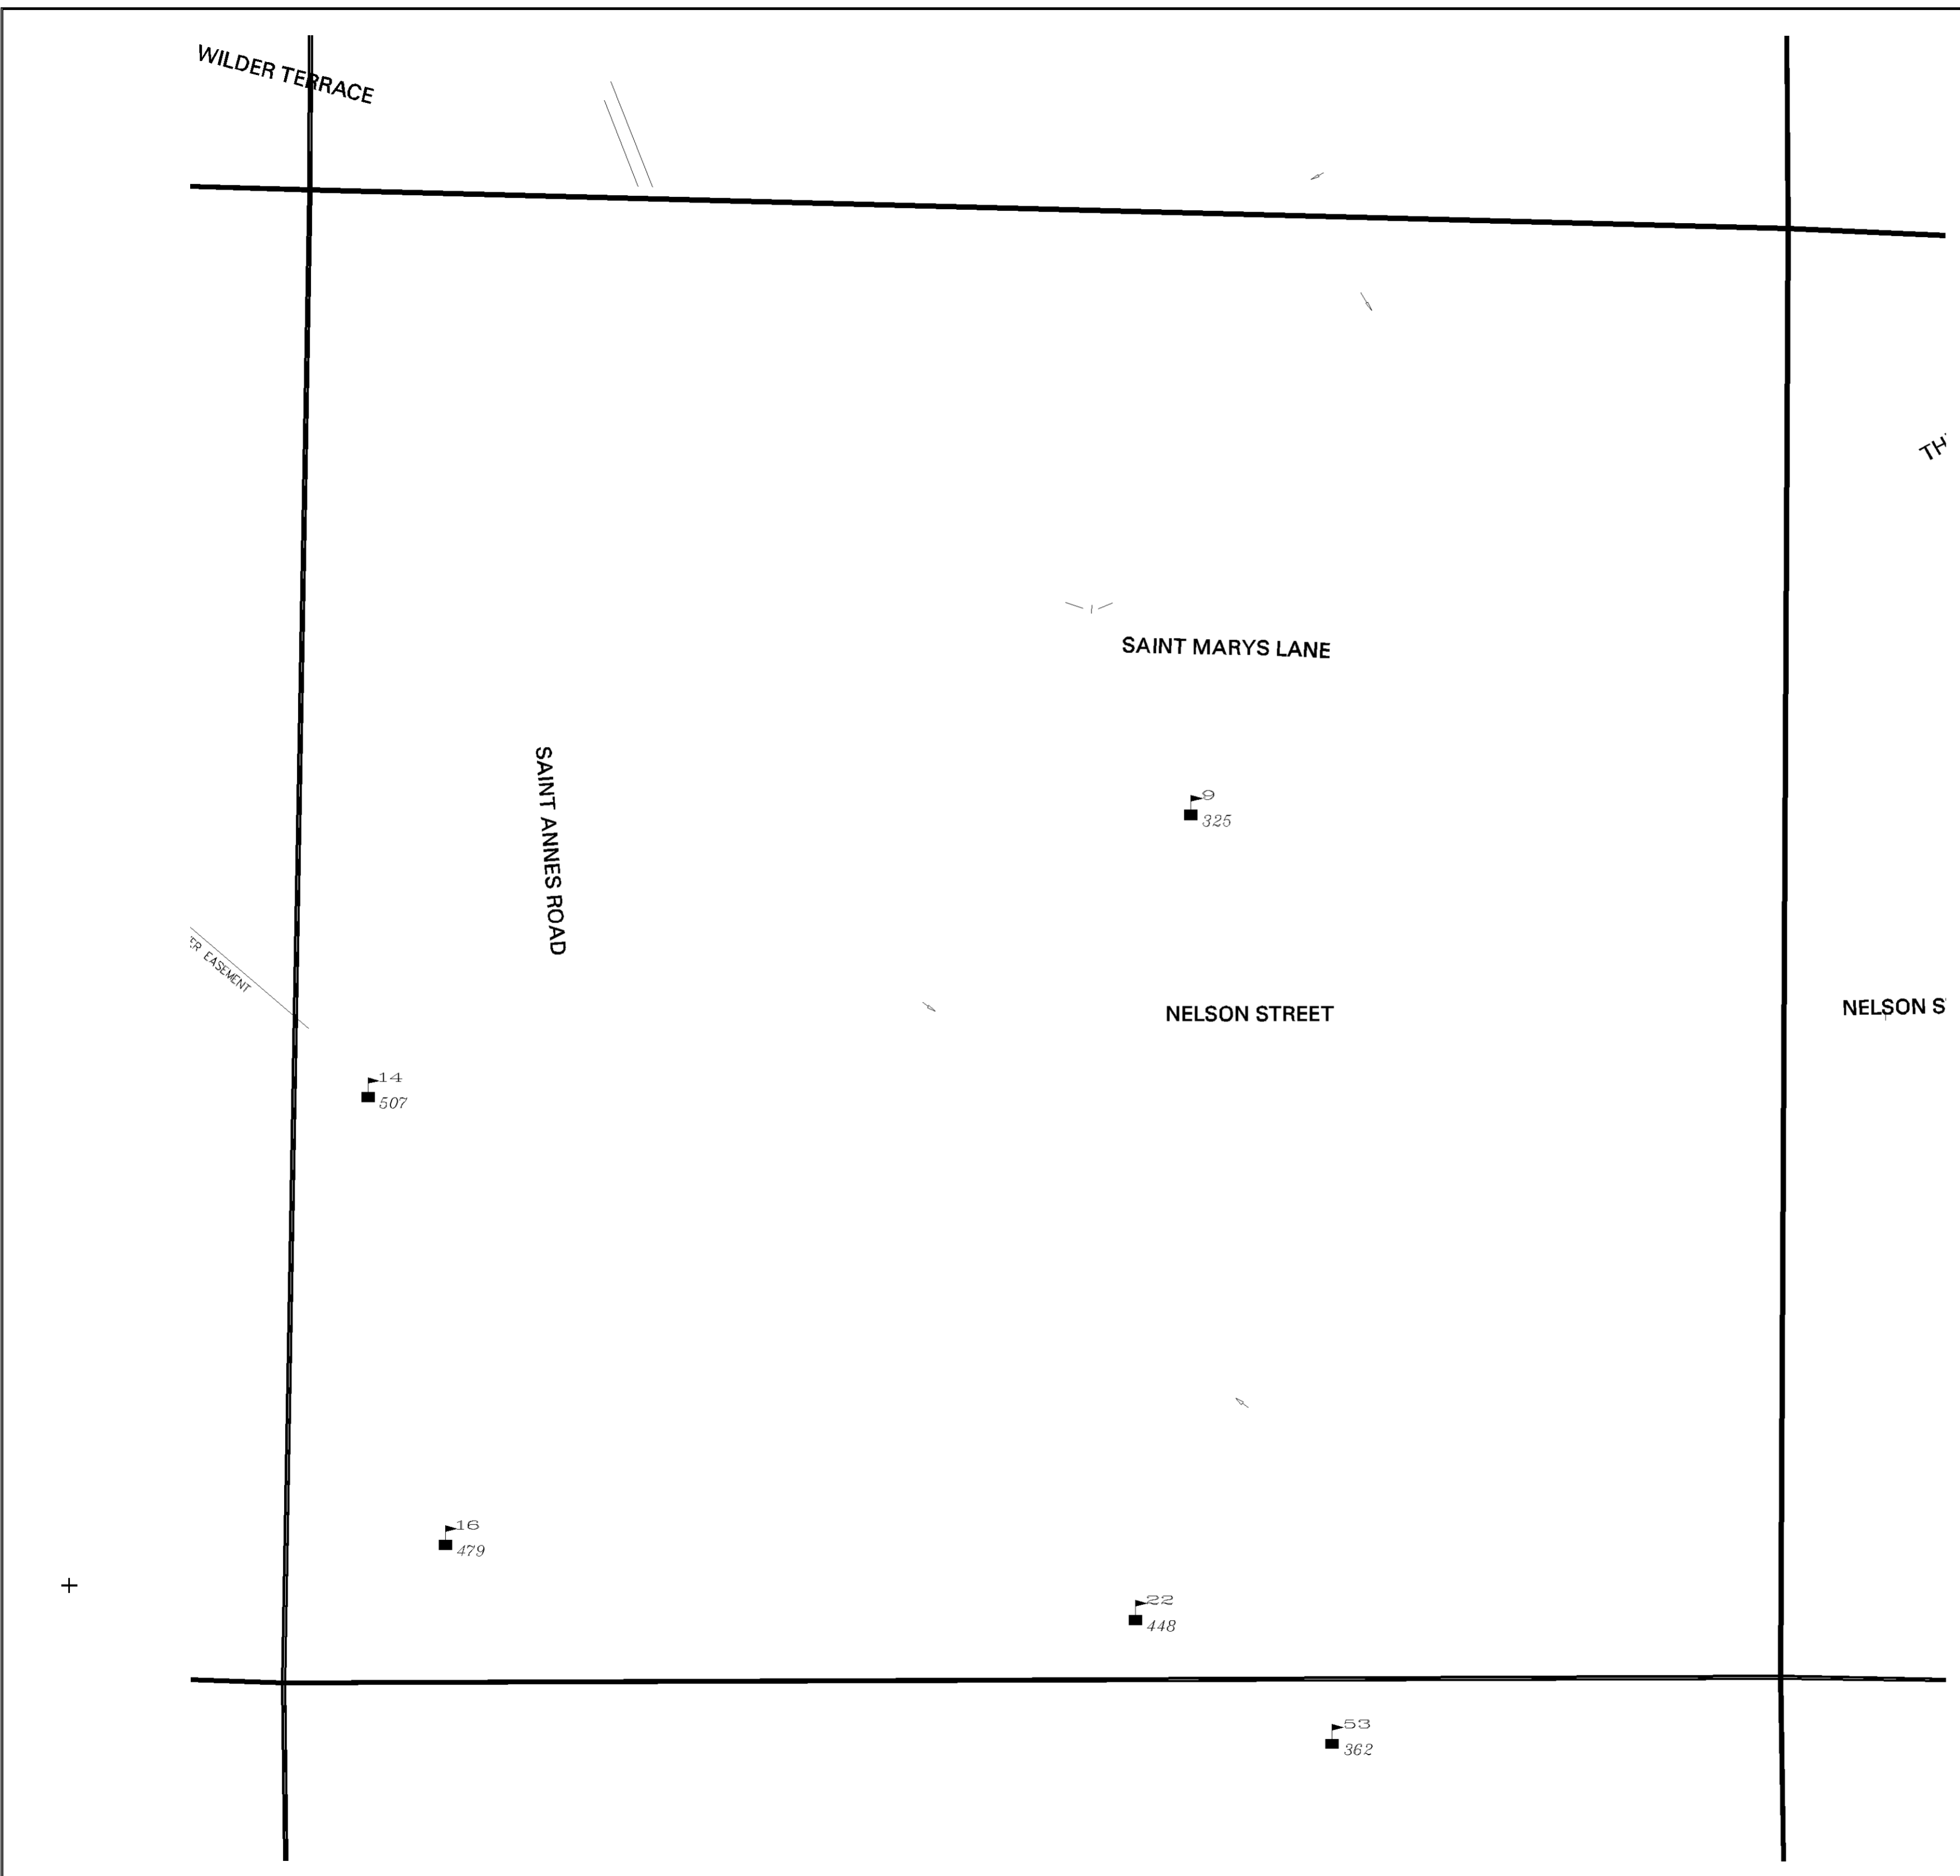 WILDER TERRACE
SAINT MARYS LANE
SAINT ANNES ROAD
9
325
EASEMENT
NELSON STREET
NELSON S
14
507
16
479
22
448
53
362